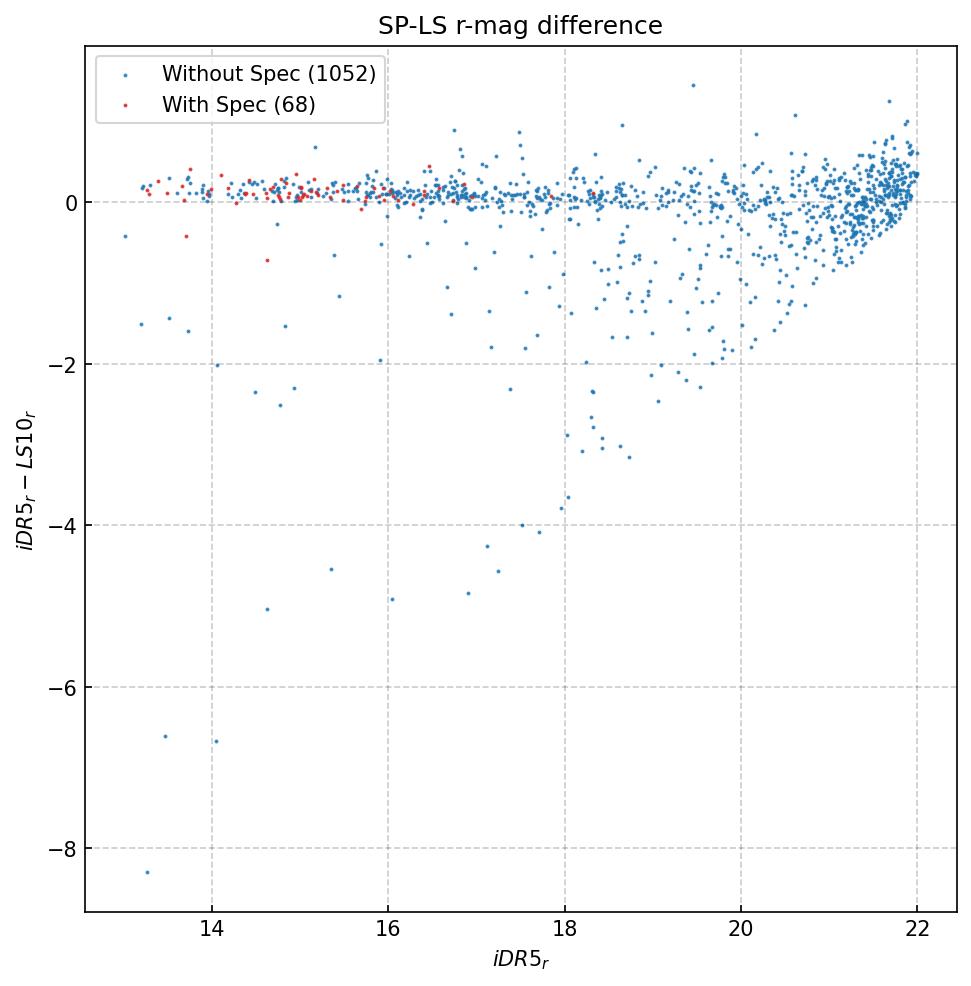 SP-LS r-mag difference
Without Spec (1052)
With Spec (68)
0
−2
−4
−6
−8
iDR5r − LS10r
14
16
18
20
22
iDR5r